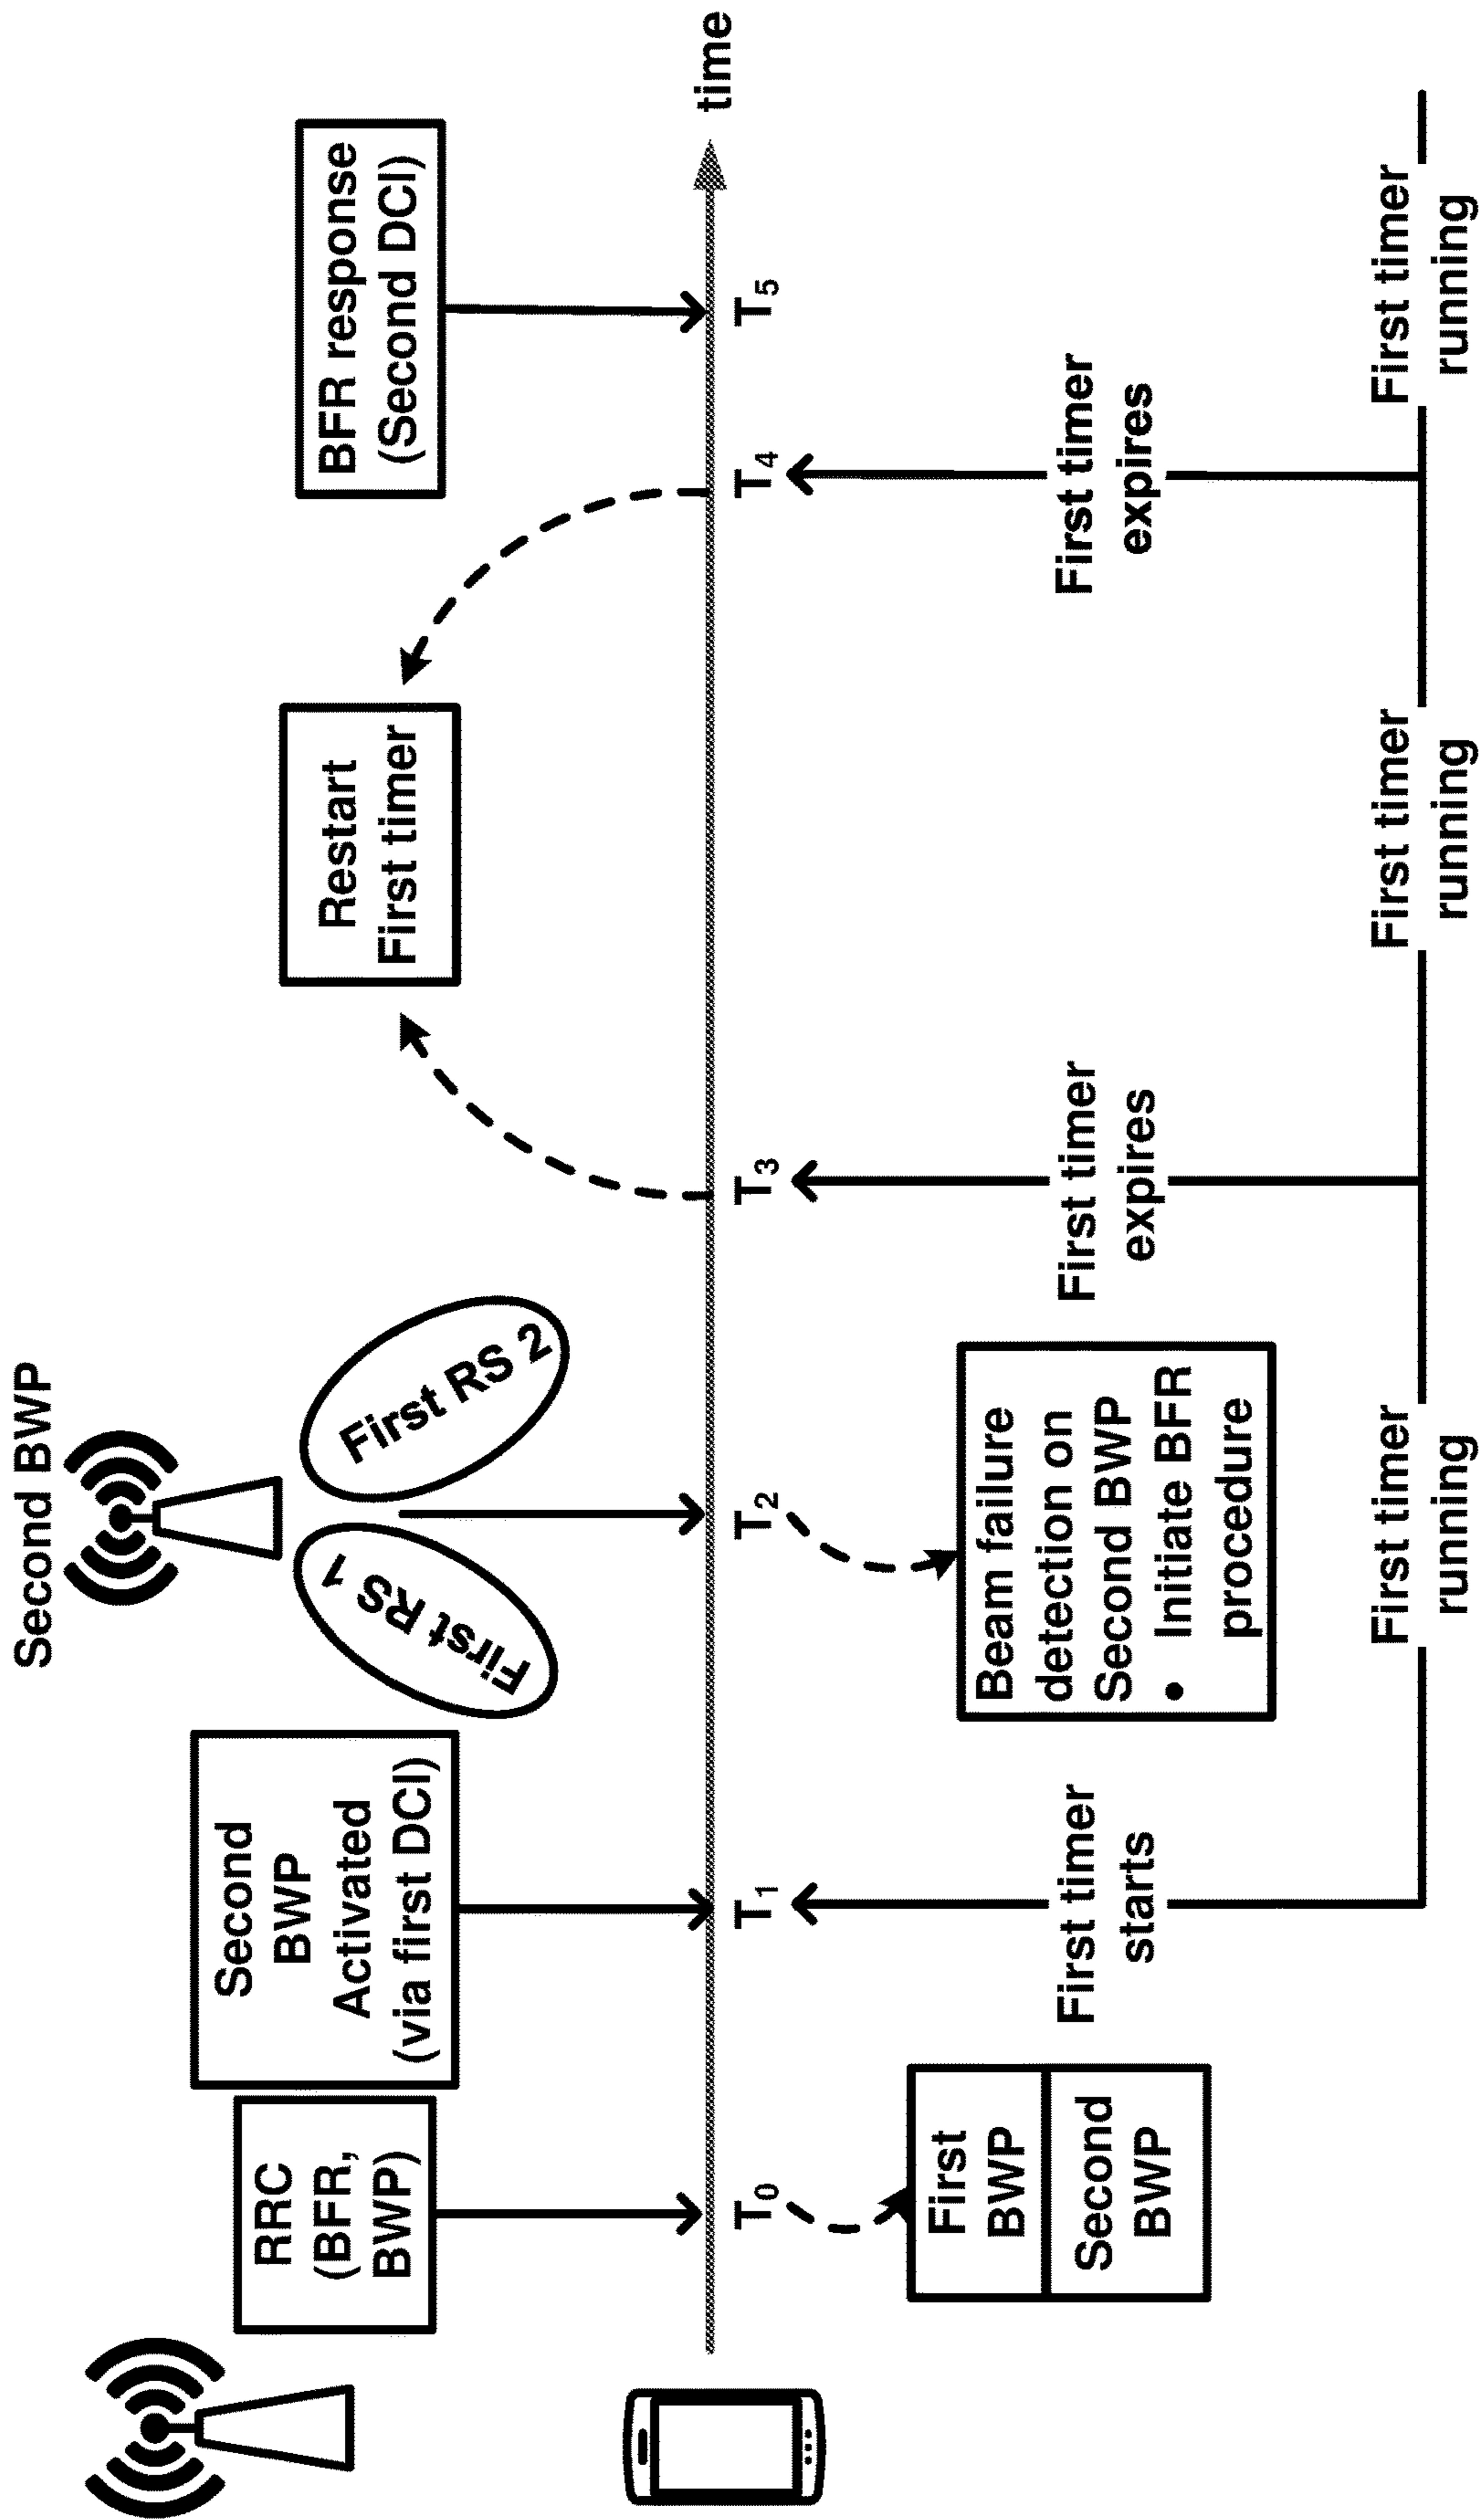 Second BWP
RRC
(BFR,
BWP)
Second
BWP
Activated
(via first DCI)
First RS 1
First RS 2
Restart
First timer
BFR response
(Second DCI)
time
T0
T1
T2
T3
T4
T5
First
BWP
Second
BWP
First timer
starts
Beam failure
detection on
Second BWP
• Initiate BFR
procedure
First timer
expires
First timer
expires
First timer
running
First timer
running
First timer
running